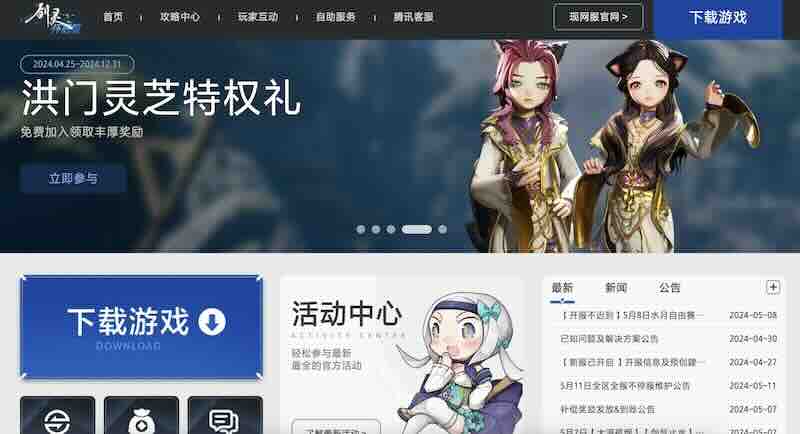 剑灵
首页
攻略中心
玩家互动
自助服务
腾讯客服
现网服官网 >
下载游戏
2024.04.25~2024.12.31
洪门灵芝特权礼
免费加入领取丰厚奖励
立即参与
下载游戏
DOWNLOAD
活动中心
ACTIVITY CENTER
轻松参与最新
最全的官方活动
了解最新活动 >
最新
新闻
公告
+
【开服不迟到】5月8日水月自由赛… 2024-05-08
已知问题及解决方案公告 2024-04-30
【新服已开启】开服信息及预创建… 2024-04-27
5月11日全区全服不停服维护公告 2024-05-11
补偿奖励发放&到账公告 2024-05-07
2024-05-07